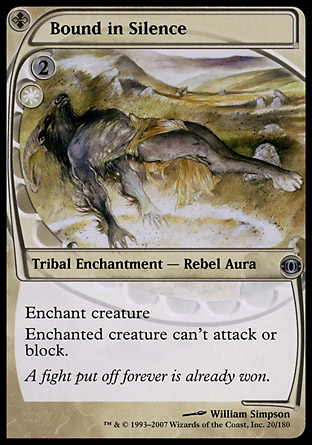 Bound in Silence
2
Tribal Enchantment — Rebel Aura
Enchant creature
Enchanted creature can't attack or
block.
A fight put off forever is already won.
William Simpson
™ & © 1993–2007 Wizards of the Coast, Inc. 20/180